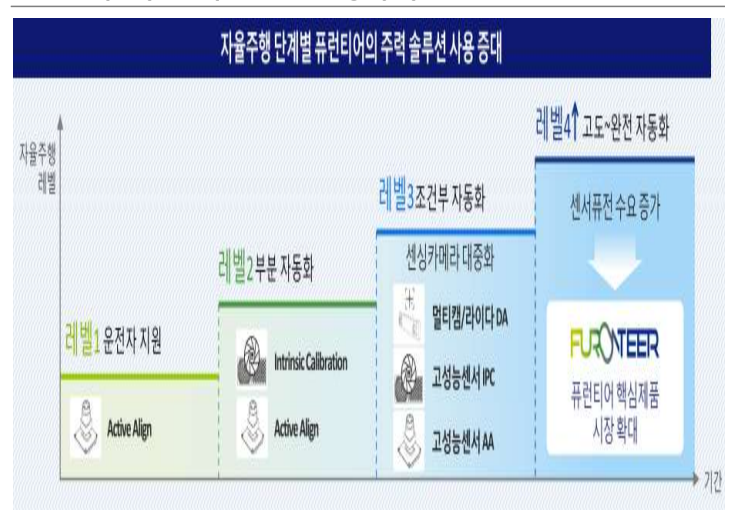 자율주행 단계별 퓨런티어의 주력 솔루션 사용 증대
자율주행
레벨
레벨1 운전자 지원
Active Align
레벨2 부분 자동화
Intrinsic Calibration
Active Align
레벨3 조건부 자동화
센싱카메라 대중화
멀티캠/라이다 DA
고성능센서 IPC
고성능센서 AA
레벨4↑ 고도~완전 자동화
센서퓨전 수요 증가
FURONTEER
퓨런티어 핵심제품
시장 확대
기간